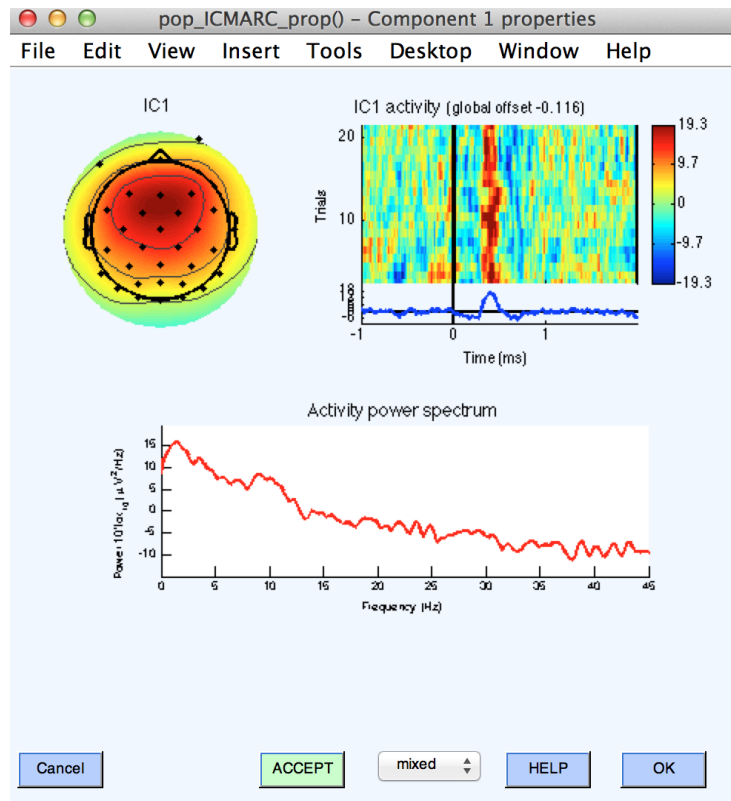 pop_ICMARC_prop() – Component 1 properties
File Edit View Insert Tools Desktop Window Help
IC1
IC1 activity (global offset -0.116)
20
10
Trials
19.3
9.7
0
-9.7
-19.3
-1 0 1
Time (ms)
Activity power spectrum
15
10
5
0
-5
-10
0 5 10 15 20 25 30 35 40 45
Frequency (Hz)
Cancel ACCEPT mixed HELP OK